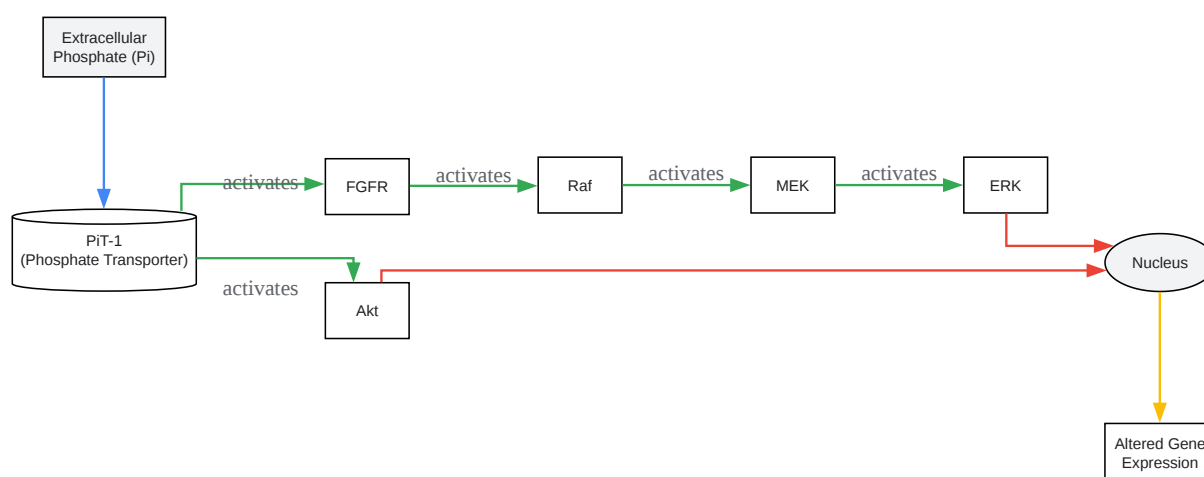 Extracellular
Phosphate (Pi)
activates
FGFR
activates
Raf
activates
MEK
activates
ERK
PiT-1
(Phosphate Transporter)
activates
Akt
Nucleus
Altered Gene
Expression